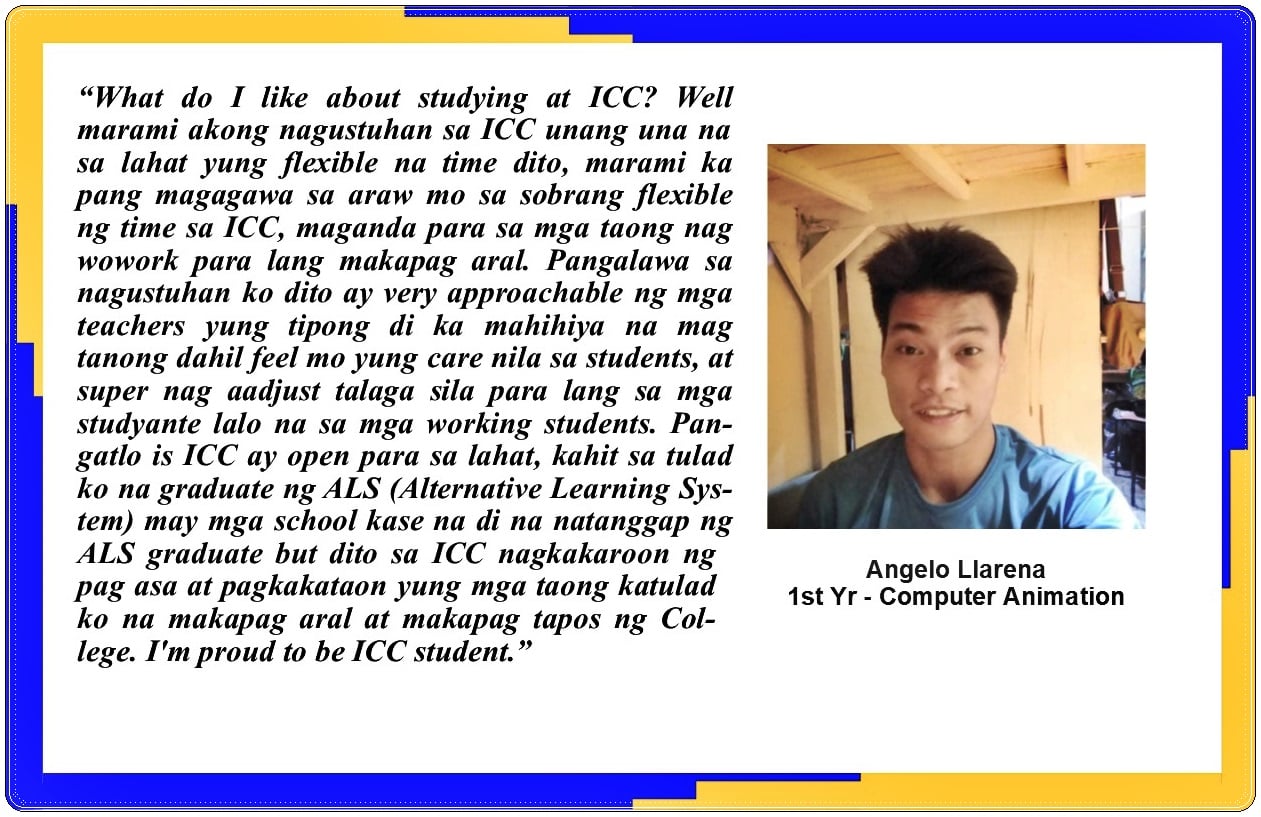 “What do I like about studying at ICC? Well
marami akong nagustuhan sa ICC unang una na
sa lahat yung flexible na time dito, marami ka
pang magagawa sa araw mo sa sobrang flexible
ng time sa ICC, maganda para sa mga taong nag
wowork para lang makapag aral. Pangalawa sa
nagustuhan ko dito ay very approachable ng mga
teachers yung tipong di ka mahihiya na mag
tanong dahil feel mo yung care nila sa students, at
super nag aadjust talaga sila para lang sa mga
studyante lalo na sa mga working students. Pan-
gatlo is ICC ay open para sa lahat, kahit sa tulad
ko na graduate ng ALS (Alternative Learning Sys-
tem) may mga school kase na di na natanggap ng
ALS graduate but dito sa ICC nagkakaroon ng
pag asa at pagkakataon yung mga taong katulad
ko na makapag aral at makapag tapos ng Col-
lege. I'm proud to be ICC student.”
Angelo Llarena
1st Yr - Computer Animation